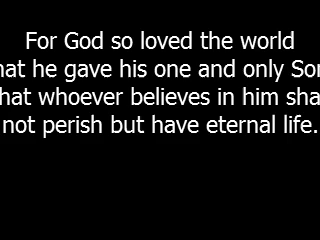 For God so loved the world
hat he gave his one and only Son
hat whoever believes in him sha
not perish but have eternal life.